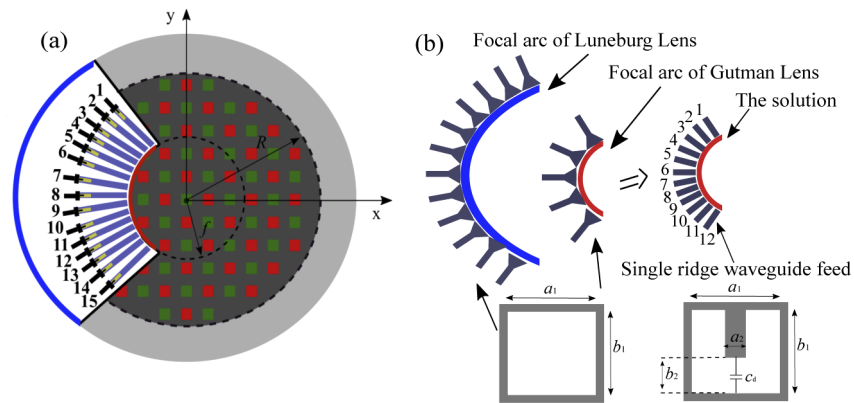 (a)
y
x
R
f
1
2
3
4
5
6
7
8
9
10
11
12
13
14
15
(b)
Focal arc of Luneburg Lens
Focal arc of Gutman Lens
The solution
1
2
3
4
5
6
7
8
9
10
11
12
Single ridge waveguide feed
a₁
b₁
a₁
a₂
b₁
b₂
c_d